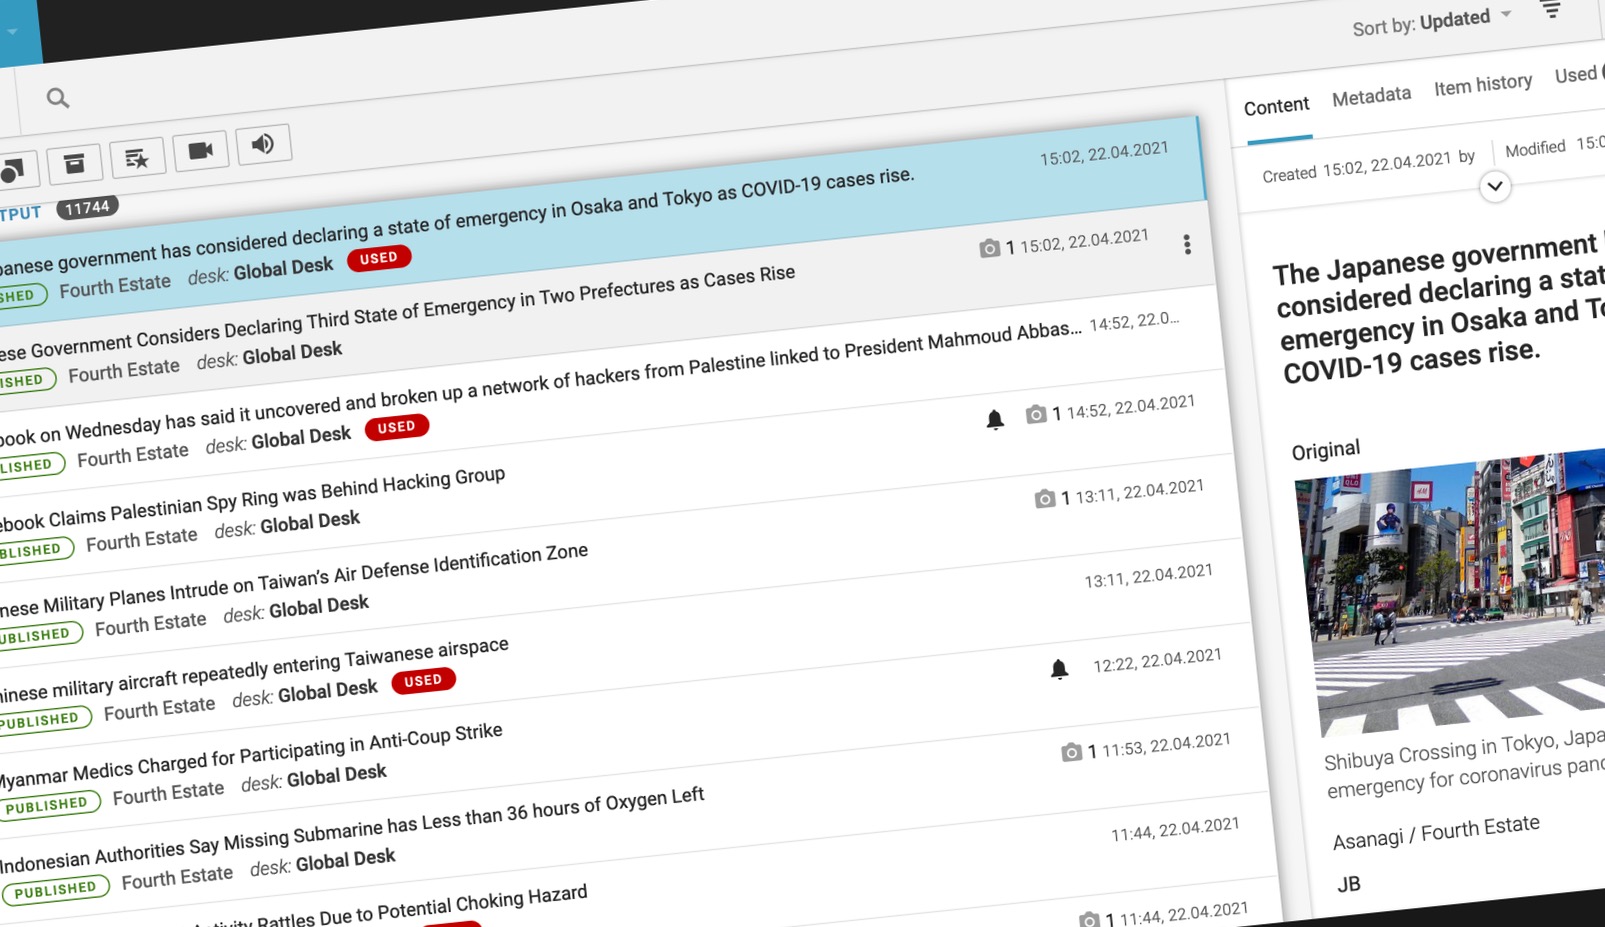 Sort by: Updated
TPUT 11744
panese government has considered declaring a state of emergency in Osaka and Tokyo as COVID-19 cases rise.
15:02, 22.04.2021
SHED Fourth Estate desk: Global Desk USED
ese Government Considers Declaring Third State of Emergency in Two Prefectures as Cases Rise
1 15:02, 22.04.2021
ISHED Fourth Estate desk: Global Desk
book on Wednesday has said it uncovered and broken up a network of hackers from Palestine linked to President Mahmoud Abbas...
14:52, 22.0...
LISHED Fourth Estate desk: Global Desk USED
ebook Claims Palestinian Spy Ring was Behind Hacking Group
1 14:52, 22.04.2021
BLISHED Fourth Estate desk: Global Desk
nese Military Planes Intrude on Taiwan's Air Defense Identification Zone
1 13:11, 22.04.2021
UBLISHED Fourth Estate desk: Global Desk
hinese military aircraft repeatedly entering Taiwanese airspace
13:11, 22.04.2021
PUBLISHED Fourth Estate desk: Global Desk USED
Myanmar Medics Charged for Participating in Anti-Coup Strike
12:22, 22.04.2021
PUBLISHED Fourth Estate desk: Global Desk
Indonesian Authorities Say Missing Submarine has Less than 36 hours of Oxygen Left
1 11:53, 22.04.2021
PUBLISHED Fourth Estate desk: Global Desk
Activity Rattles Due to Potential Choking Hazard
11:44, 22.04.2021
1 11:44, 22.04.2021
Content Metadata Item history Used
Created 15:02, 22.04.2021 by Modified 15:0
The Japanese government
considered declaring a stat
emergency in Osaka and To
COVID-19 cases rise.
Original
H&M
Shibuya Crossing in Tokyo, Japa
emergency for coronavirus pand
Asanagi / Fourth Estate
JB